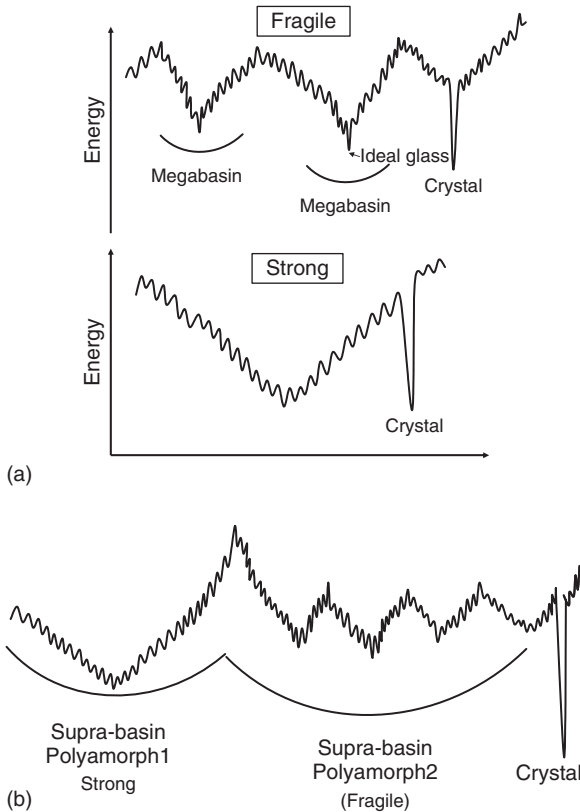 Fragile
Energy
Ideal glass
Megabasin
Megabasin
Crystal
Strong
Energy
Crystal
(a)
Supra-basin
Polyamorph1
Strong
Supra-basin
Polyamorph2
(Fragile)
Crystal
(b)